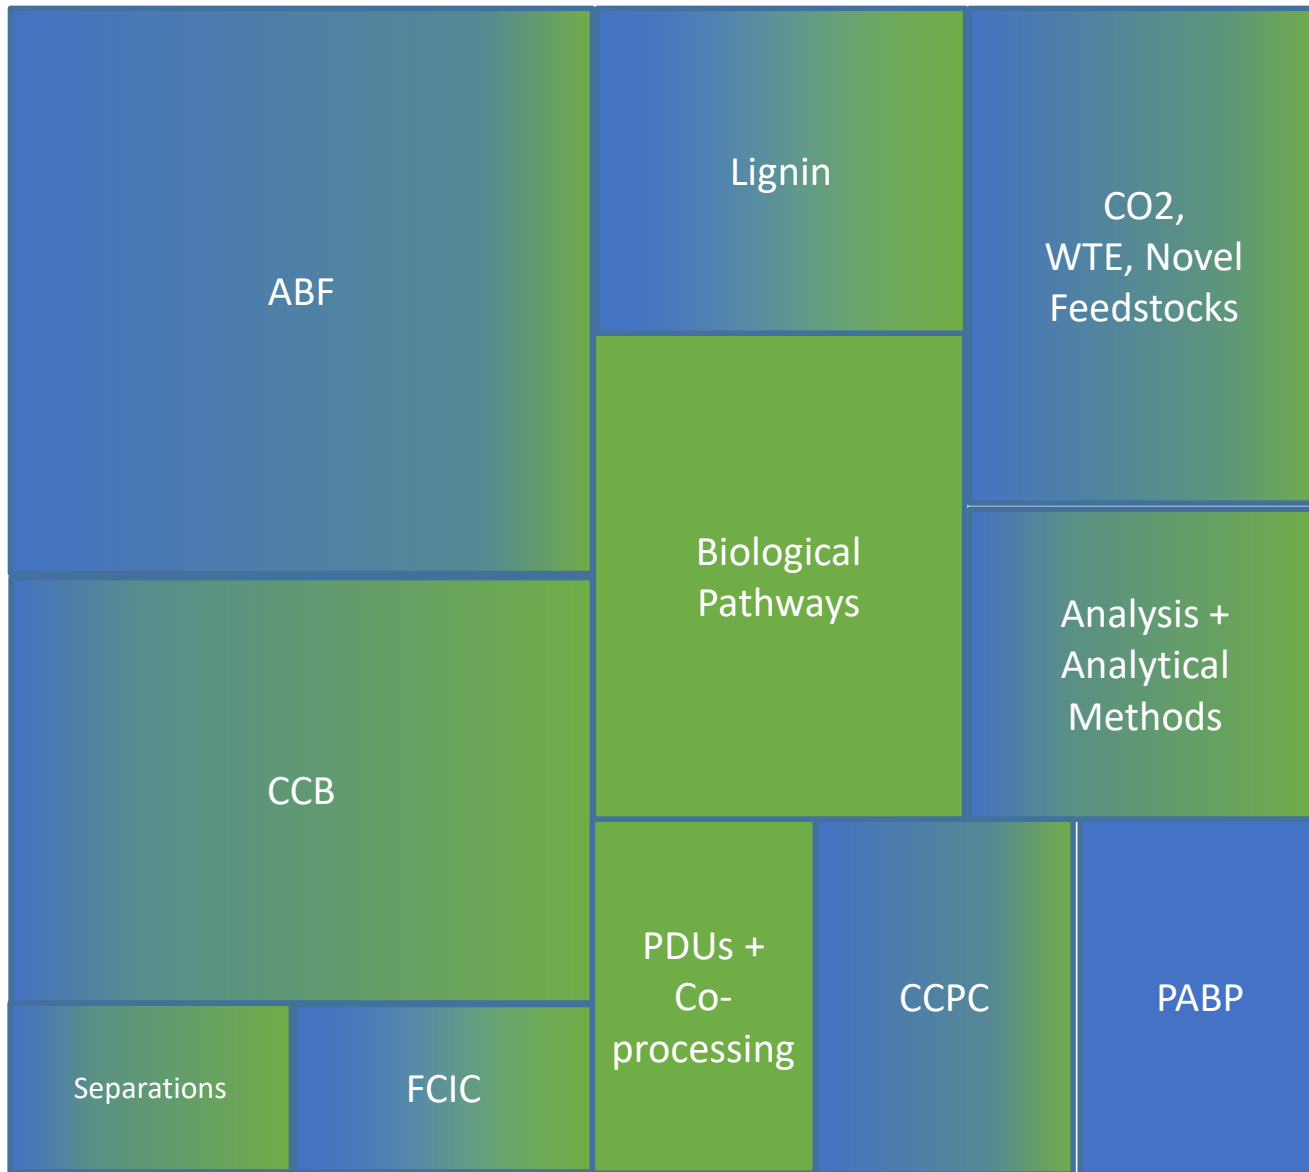 ABF
Lignin
CO2,
WTE, Novel
Feedstocks
Biological
Pathways
Analysis +
Analytical
Methods
CCB
PDUs +
Co-
processing
CCPC
PABP
Separations
FCIC